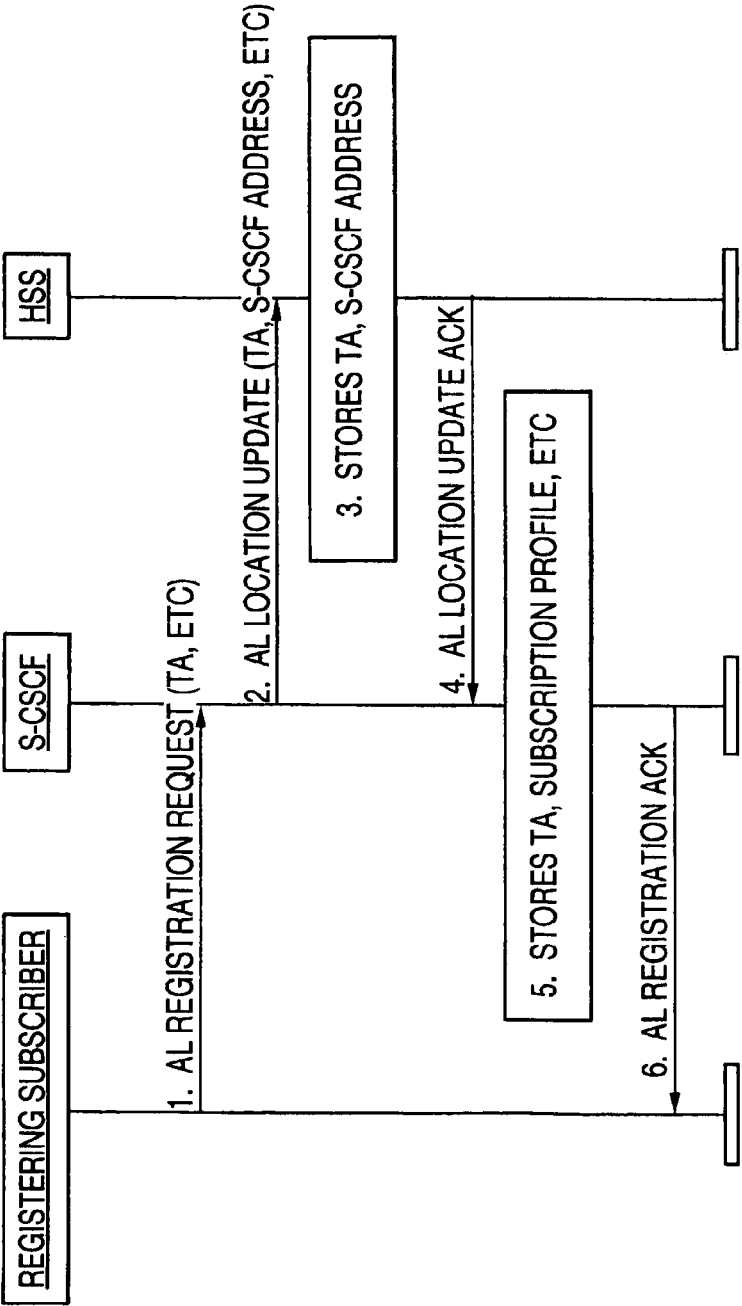 REGISTERING SUBSCRIBER
S-CSCF
HSS
1. AL REGISTRATION REQUEST (TA, ETC)
2. AL LOCATION UPDATE (TA, S-CSCF ADDRESS, ETC)
3. STORES TA, S-CSCF ADDRESS
4. AL LOCATION UPDATE ACK
5. STORES TA, SUBSCRIPTION PROFILE, ETC
6. AL REGISTRATION ACK